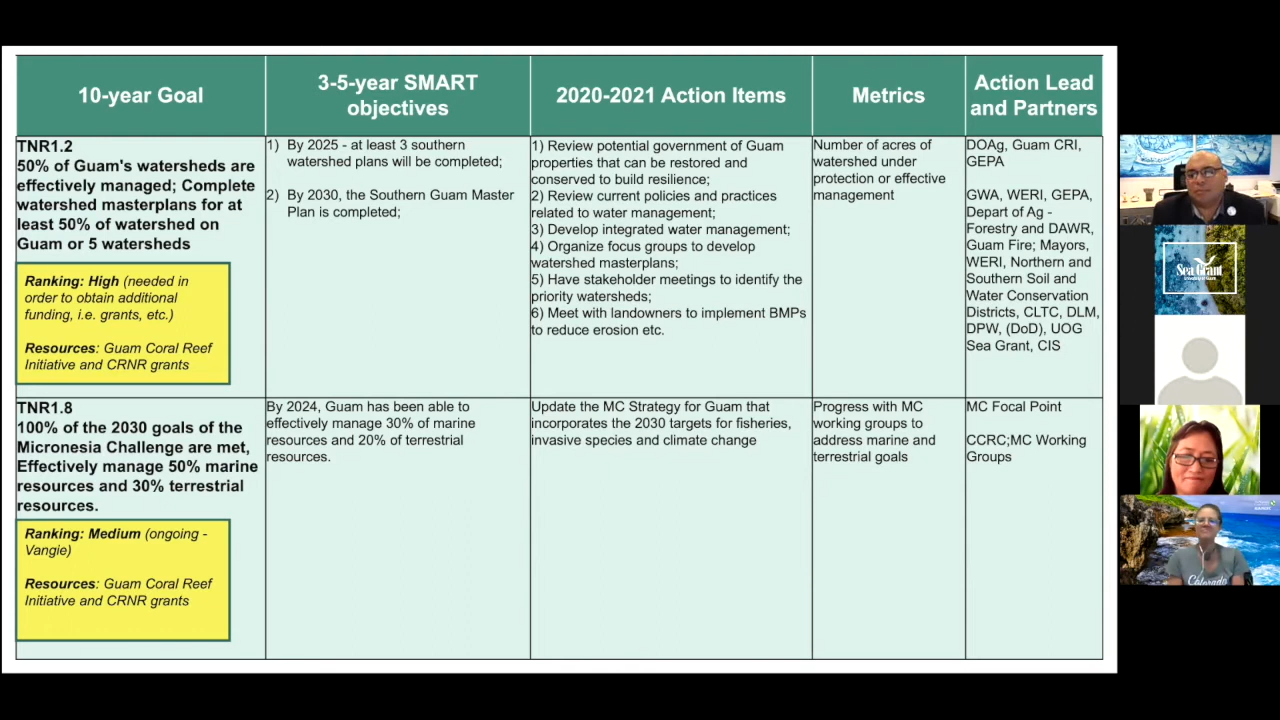 10-year Goal
3-5-year SMART
objectives
2020-2021 Action Items
Metrics
Action Lead
and Partners
TNR1.2
50% of Guam's watersheds are
effectively managed; Complete
watershed masterplans for at
least 50% of watershed on
Guam or 5 watersheds
Ranking: High (needed in
order to obtain additional
funding, i.e. grants, etc.)
Resources: Guam Coral Reef
Initiative and CRNR grants
1) By 2025 - at least 3 southern
watershed plans will be completed;
2) By 2030, the Southern Guam Master
Plan is completed;
1) Review potential government of Guam
properties that can be restored and
conserved to build resilience;
2) Review current policies and practices
related to water management;
3) Develop integrated water management;
4) Organize focus groups to develop
watershed masterplans;
5) Have stakeholder meetings to identify the
priority watersheds;
6) Meet with landowners to implement BMPs
to reduce erosion etc.
Number of acres of
watershed under
protection or effective
management
DOAg, Guam CRI,
GEPA
GWA, WERI, GEPA,
Depart of Ag -
Forestry and DAWR,
Guam Fire; Mayors,
WERI, Northern and
Southern Soil and
Water Conservation
Districts, CLTC, DLM,
DPW, (DoD), UOG
Sea Grant, CIS
TNR1.8
100% of the 2030 goals of the
Micronesia Challenge are met,
Effectively manage 50% marine
resources and 30% terrestrial
resources.
Ranking: Medium (ongoing -
Vangie)
Resources: Guam Coral Reef
Initiative and CRNR grants
By 2024, Guam has been able to
effectively manage 30% of marine
resources and 20% of terrestrial
resources.
Update the MC Strategy for Guam that
incorporates the 2030 targets for fisheries,
invasive species and climate change
Progress with MC
working groups to
address marine and
terrestrial goals
MC Focal Point
CCRC;MC Working
Groups
Sea Grant
Colorado